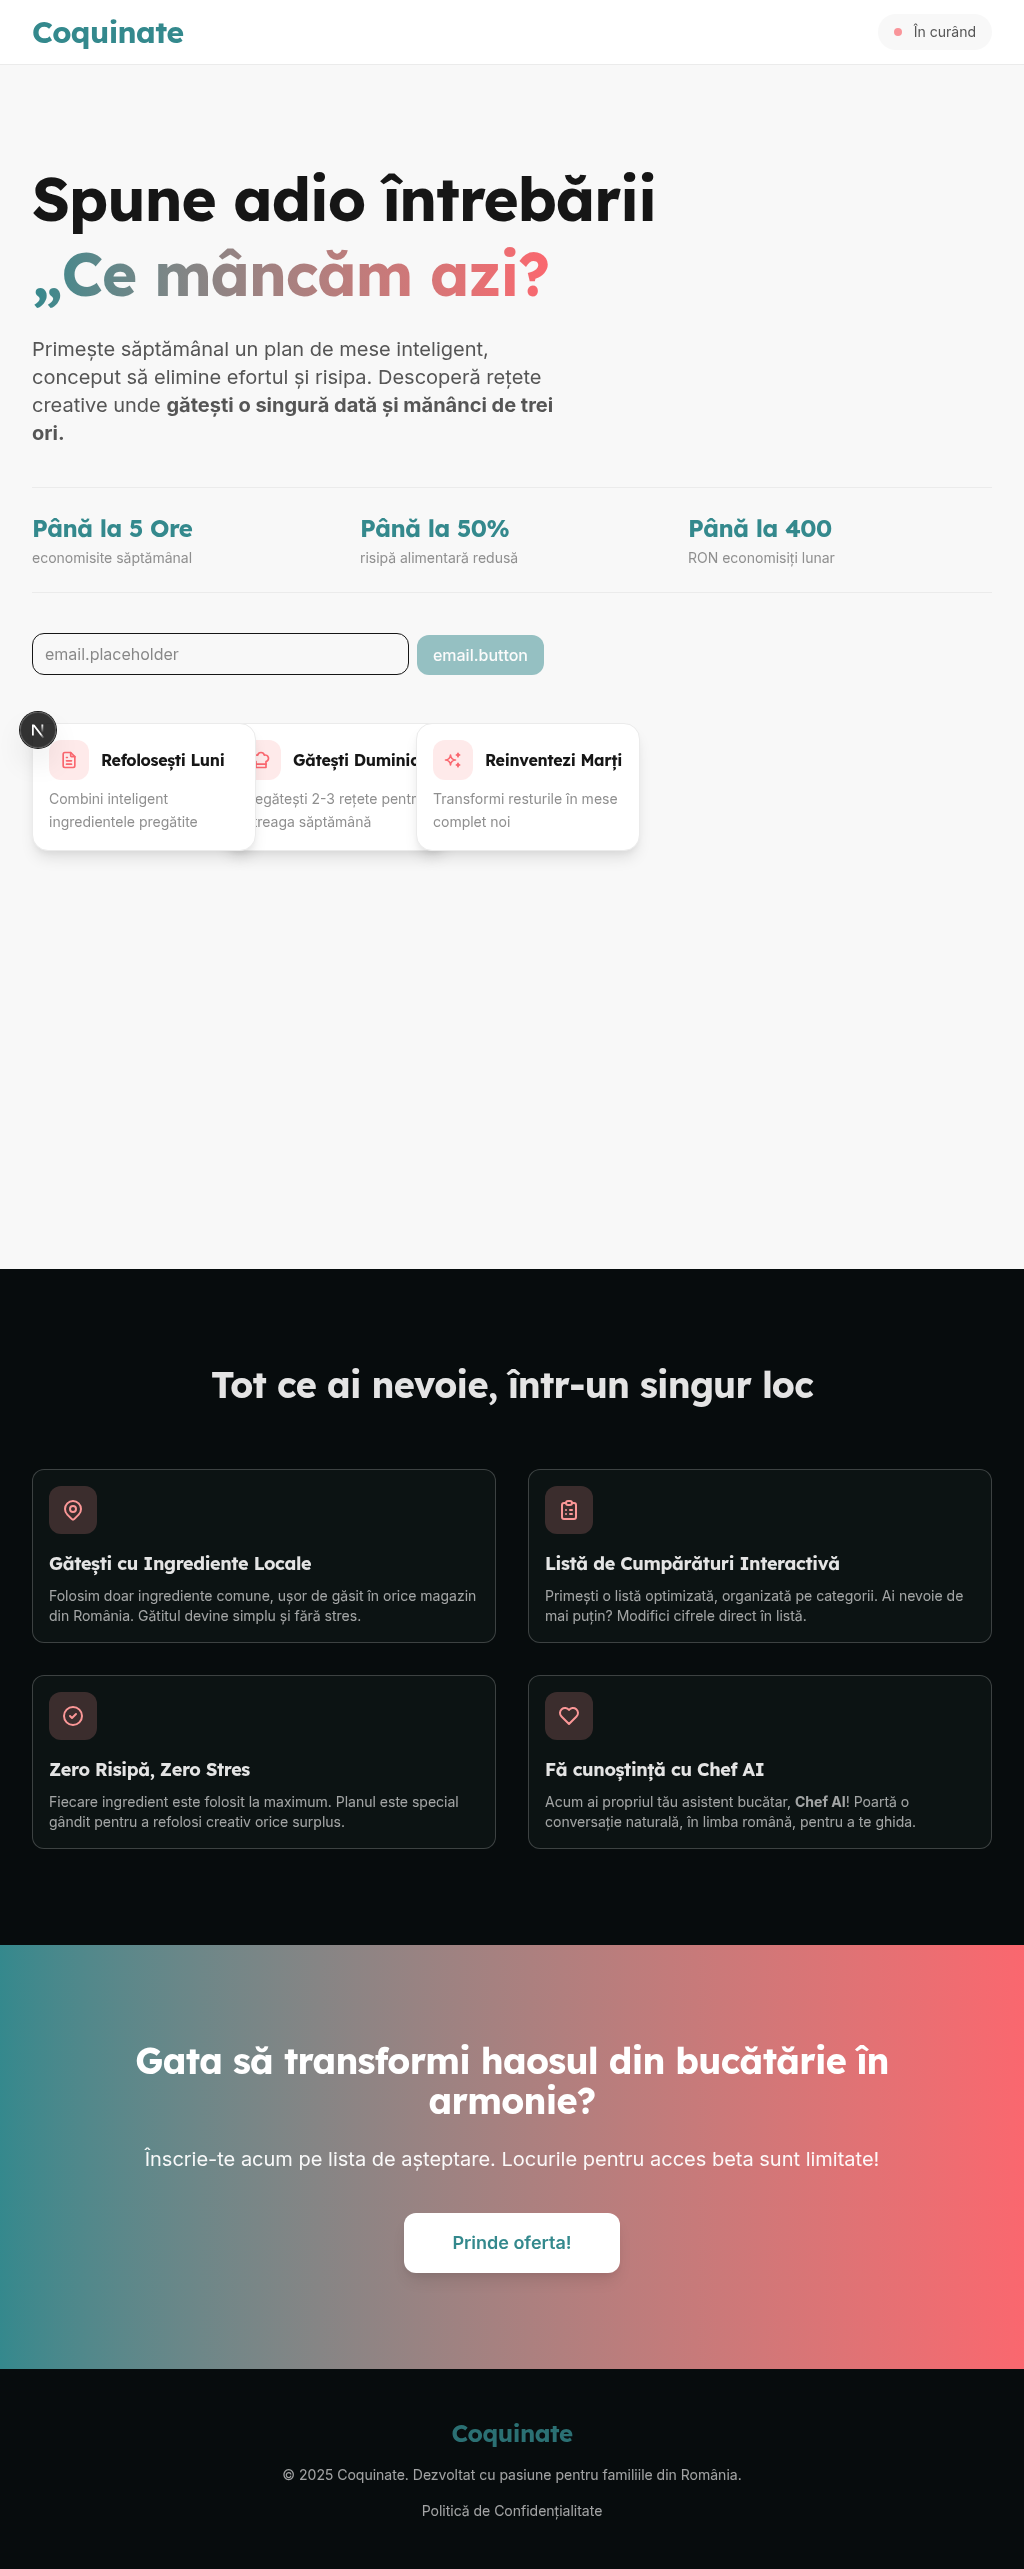 Coquinate
În curând
Spune adio întrebării
„Ce mâncăm azi?
Primește săptămânal un plan de mese inteligent,
conceput să elimine efortul și risipa. Descoperă rețete
creative unde gătești o singură dată și mănânci de trei
ori.
Până la 5 Ore
economisite săptămânal
Până la 50%
risipă alimentară redusă
Până la 400
RON economisiți lunar
email.placeholder
email.button
N
Refolosești Luni
Combini inteligent
ingredientele pregătite
Gătești Duminic
egătești 2-3 rețete pentr
treaga săptămână
Reinventezi Marți
Transformi resturile în mese
complet noi
Tot ce ai nevoie, într-un singur loc
Gătești cu Ingrediente Locale
Folosim doar ingrediente comune, ușor de găsit în orice magazin
din România. Gătitul devine simplu și fără stres.
Listă de Cumpărături Interactivă
Primești o listă optimizată, organizată pe categorii. Ai nevoie de
mai puțin? Modifici cifrele direct în listă.
Zero Risipă, Zero Stres
Fiecare ingredient este folosit la maximum. Planul este special
gândit pentru a refolosi creativ orice surplus.
Fă cunoștință cu Chef AI
Acum ai propriul tău asistent bucătar, Chef AI! Poartă o
conversație naturală, în limba română, pentru a te ghida.
Gata să transformi haosul din bucătărie în
armonie?
Înscrie-te acum pe lista de așteptare. Locurile pentru acces beta sunt limitate!
Prinde oferta!
Coquinate
© 2025 Coquinate. Dezvoltat cu pasiune pentru familiile din România.
Politică de Confidențialitate